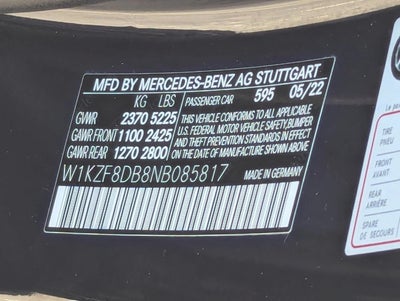 MFD BY MERCEDES-BENZ AG STUTTGART
KG LBS PASSENGER CAR 595 05/22
GVWR 2370 5225
GAWR FRONT 1100 2425
GAWR REAR 1270 2800
THIS VEHICLE CONFORMS TO ALL APPLICABLE
U.S. FEDERAL MOTOR VEHICLE SAFETY, BUMPER
AND THEFT PREVENTION STANDARDS IN EFFECT
ON THE DATE OF MANUFACTURE SHOWN ABOVE.
W1KZF8DB8NB085817 MADE IN GERMANY
TIRE
PNEU
FRONT
AVANT
REAR
ARRIÈRE
SPARE
DE SECOURS